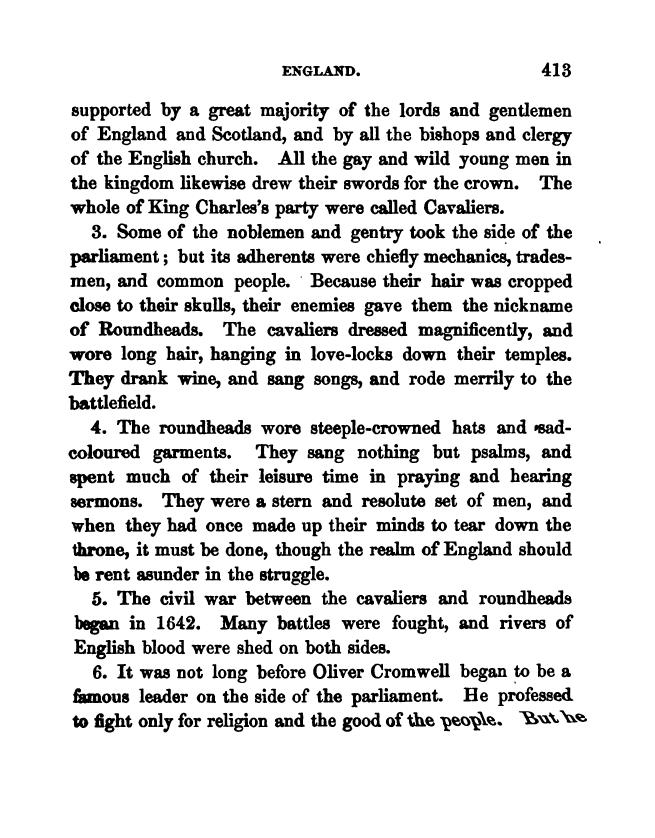 ENGLAND. 413
supported by a great majority of the lords and gentlemen
of England and Scotland, and by all the bishops and clergy
of the English church. All the gay and wild young men in
the kingdom likewise drew their swords for the crown. The
whole of King Charles's party were called Cavaliers.
3. Some of the noblemen and gentry took the side of the
parliament; but its adherents were chiefly mechanics, trades-
men, and common people. Because their hair was cropped
close to their skulls, their enemies gave them the nickname
of Roundheads. The cavaliers dressed magnificently, and
wore long hair, hanging in love-locks down their temples.
They drank wine, and sang songs, and rode merrily to the
battlefield.
4. The roundheads wore steeple-crowned hats and sad-
coloured garments. They sang nothing but psalms, and
spent much of their leisure time in praying and hearing
sermons. They were a stern and resolute set of men, and
when they had once made up their minds to tear down the
throne, it must be done, though the realm of England should
be rent asunder in the struggle.
5. The civil war between the cavaliers and roundheads
began in 1642. Many battles were fought, and rivers of
English blood were shed on both sides.
6. It was not long before Oliver Cromwell began to be a
famous leader on the side of the parliament. He professed
to fight only for religion and the good of the people. But he